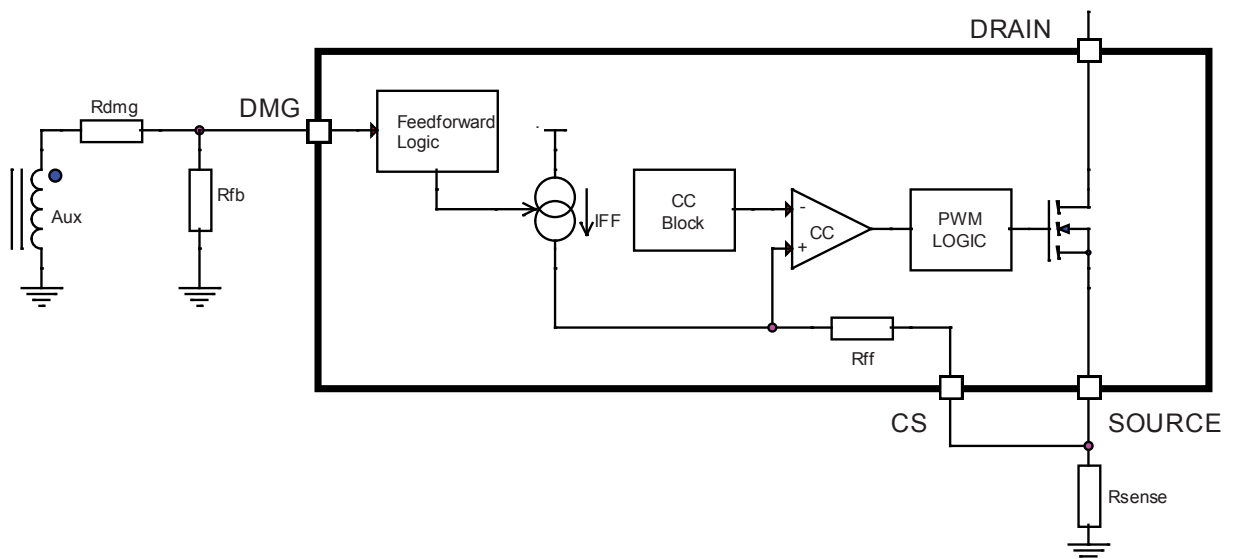 DRAIN
DMG
Rdmg
Feedforward
Logic
Rfb
Aux
IFF
CC
Block
-
CC
+
PWM
LOGIC
Rff
CS
SOURCE
Rsense